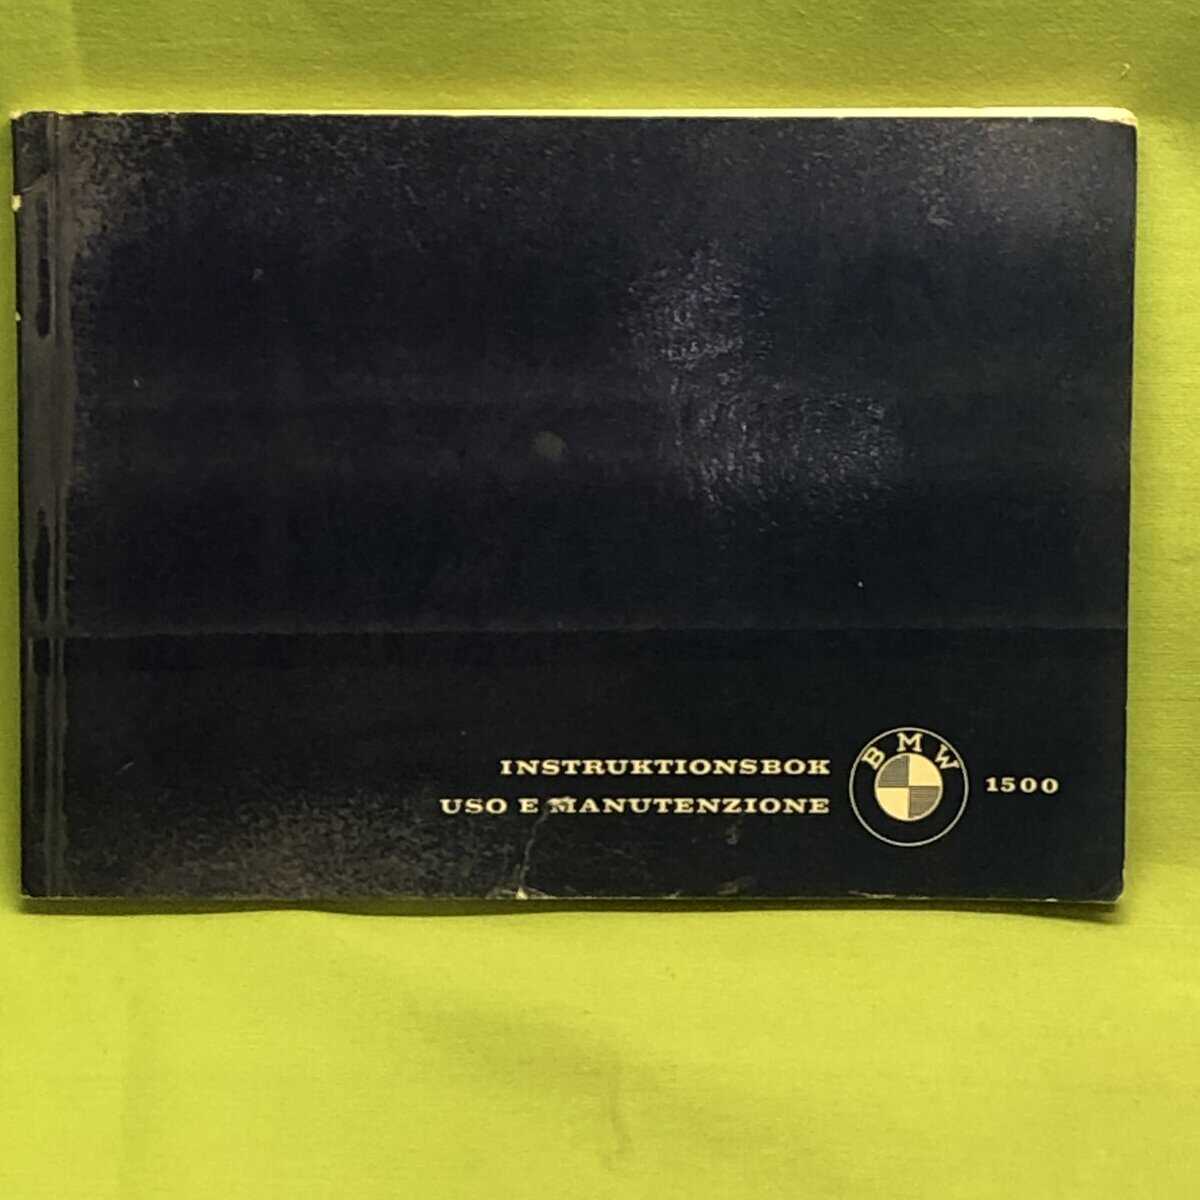 INSTRUKTIONSBOK
USO E MANUTENZIONE
BMW
1500